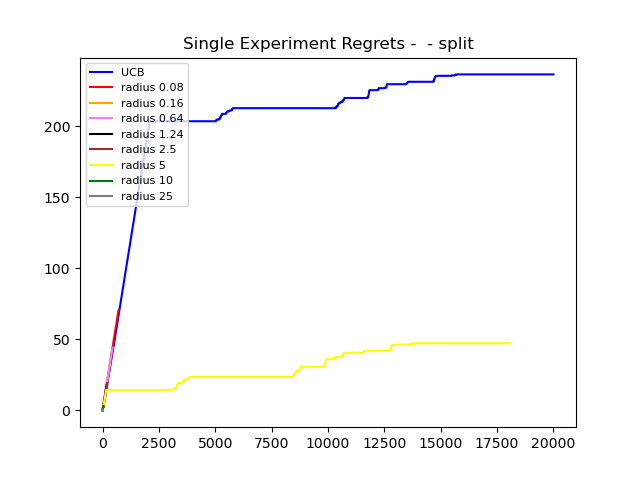 Single Experiment Regrets -  - split
UCB
radius 0.08
radius 0.16
radius 0.64
radius 1.24
radius 2.5
radius 5
radius 10
radius 25
200
150
100
50
0
0 2500 5000 7500 10000 12500 15000 17500 20000